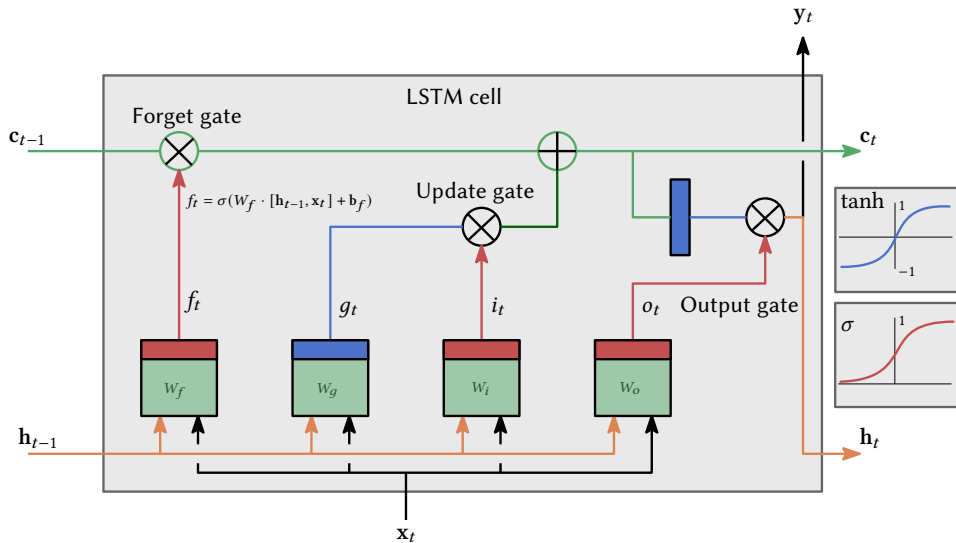 y_t
LSTM cell
Forget gate
c_{t−1}
c_t
f_t = σ(W_f · [h_{t−1}, x_t] + b_f)
Update gate
tanh
1
−1
f_t
g_t
i_t
o_t
Output gate
σ
1
W_f
W_g
W_i
W_o
h_{t−1}
h_t
x_t